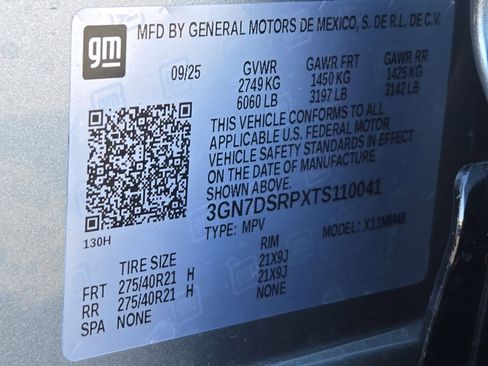 gm
MFD BY GENERAL MOTORS DE MEXICO, S. DE R.L. DE C.V.
09/25 GVWR GAWR FRT GAWR RR
2749 KG 1450 KG 1425 KG
6060 LB 3197 LB 3142 LB
THIS VEHICLE CONFORMS TO ALL
APPLICABLE U.S. FEDERAL MOTOR
VEHICLE SAFETY STANDARDS IN EFFECT
ON THE DATE OF MANUFACTURE SHOWN ABOVE.
3GN7DSRPXTS110041
TYPE: MPV MODEL: X11MM48
130H
TIRE SIZE RIM
FRT 275/40R21 H 21X9J
RR 275/40R21 H 21X9J
SPA NONE NONE